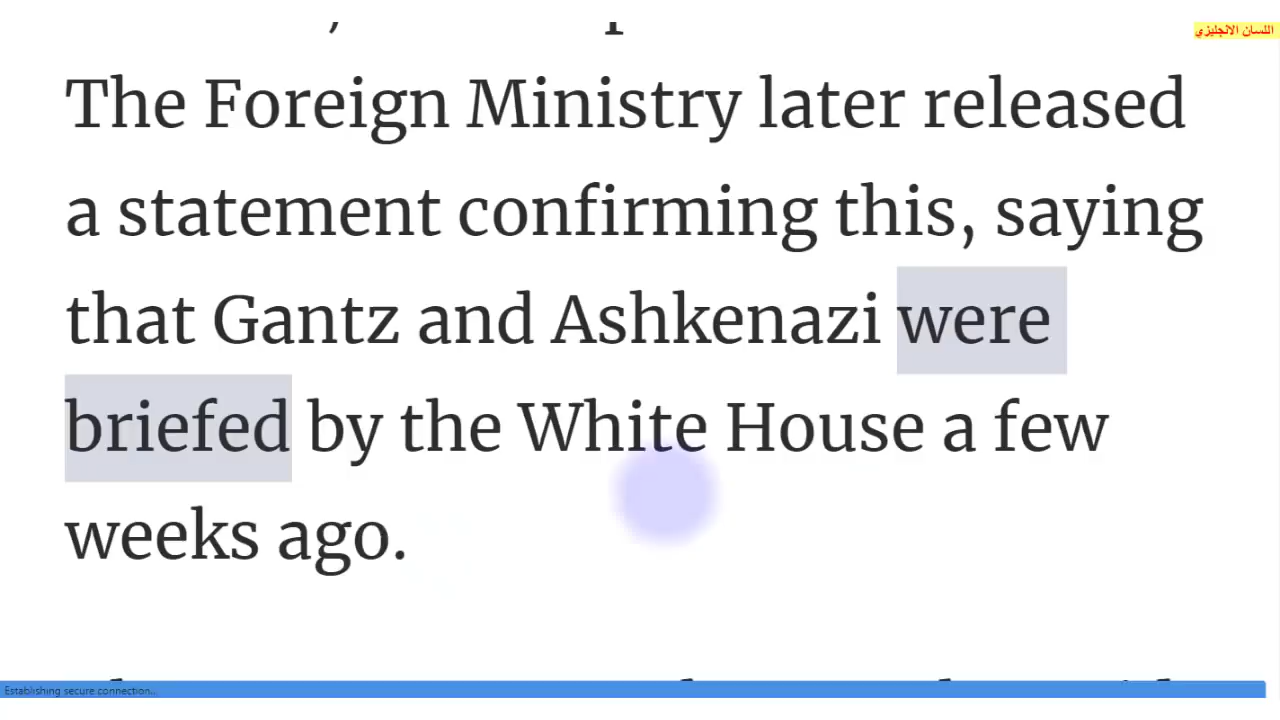 اللسان الانجليزي
The Foreign Ministry later released
a statement confirming this, saying
that Gantz and Ashkenazi were
briefed by the White House a few
weeks ago.
Establishing secure connection...